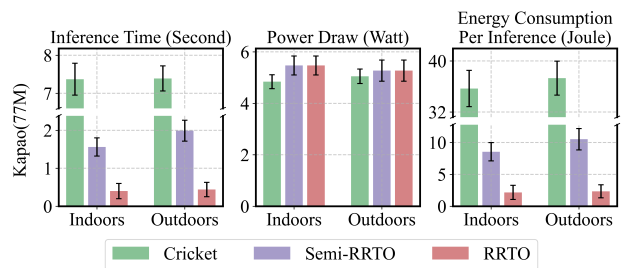 Inference Time (Second)
Power Draw (Watt)
Energy Consumption
Per Inference (Joule)
Kapao(77M)
8
7
2
1
0
Indoors
Outdoors
6
4
2
0
Indoors
Outdoors
40
32
10
5
0
Indoors
Outdoors
Cricket
Semi-RRTO
RRTO